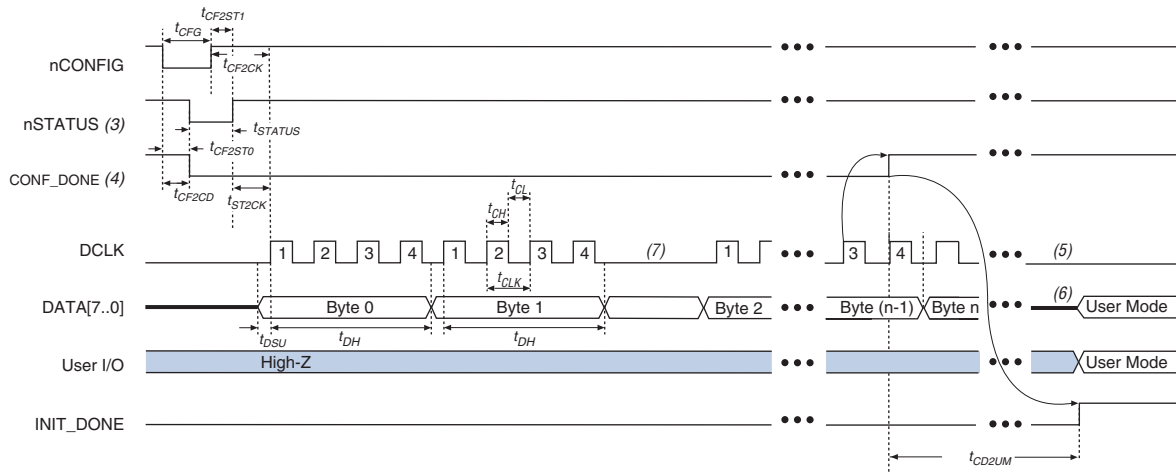 tCF2ST1
tCFG
nCONFIG
tCF2CK
nSTATUS (3)
tSTATUS
tCF2ST0
CONF_DONE (4)
tCF2CD
tST2CK
tCL
tCH
DCLK
1 2 3 4 1 2 3 4 (7) 1 3 4 (5)
tCLK
DATA[7..0]
Byte 0 Byte 1 Byte 2 Byte (n-1) Byte n (6) User Mode
tDSU tDH tDH
User I/O High-Z User Mode
INIT_DONE
tCD2UM